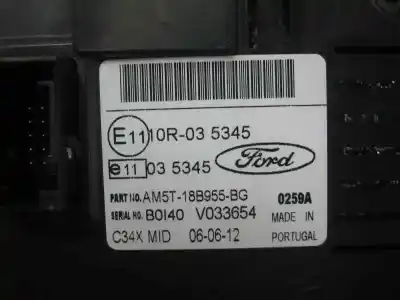 E11 10R-03 5345
e11 03 5345 Ford
PART NO. AM5T-18B955-BG 0259A
SERIAL NO. B0I40 V033654 MADE IN
C34X MID 06-06-12 PORTUGAL